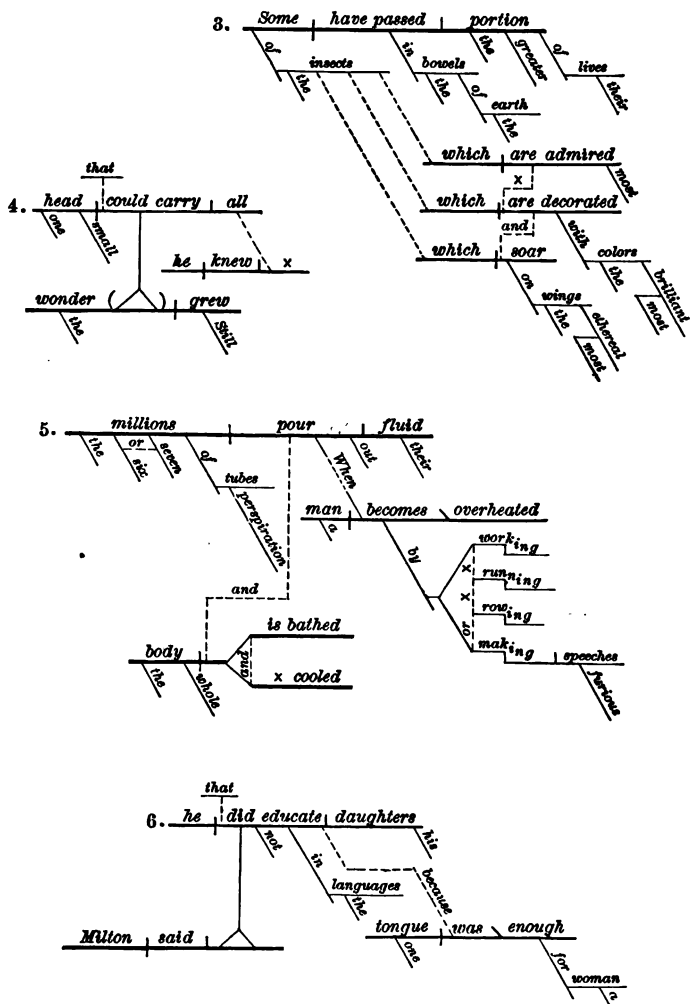 3. Some have passed portion
of the insects in the bowels of the earth the greater of lives their
which are admired most
x
which are decorated with the colors brilliant most
and
which soar on wings the ethereal most
that
4. head could carry all
one small
he knew x
wonder ( ) grew
the Still
5. millions pour fluid
the six or seven of tubes perspiration When out their
man becomes overheated
a by
working
x
running
x
rowing
or
making speeches
furious
and
is bathed
body and
the whole x cooled
that
6. he did educate daughters
not in the languages because his
Milton said
tongue was enough
one for woman a